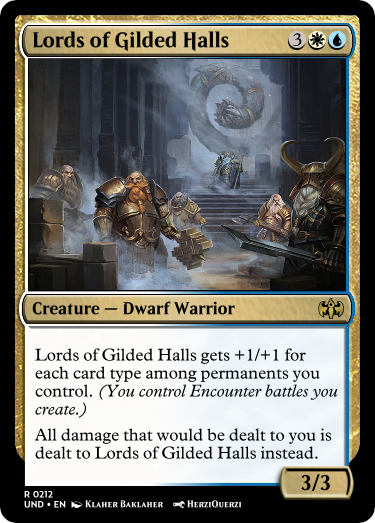 Lords of Gilded Halls 3
Creature — Dwarf Warrior
Lords of Gilded Halls gets +1/+1 for
each card type among permanents you
control. (You control Encounter battles you
create.)
All damage that would be dealt to you is
dealt to Lords of Gilded Halls instead.
3/3
R 0212
UND • EN Klaher Baklaher HerziQuerzi